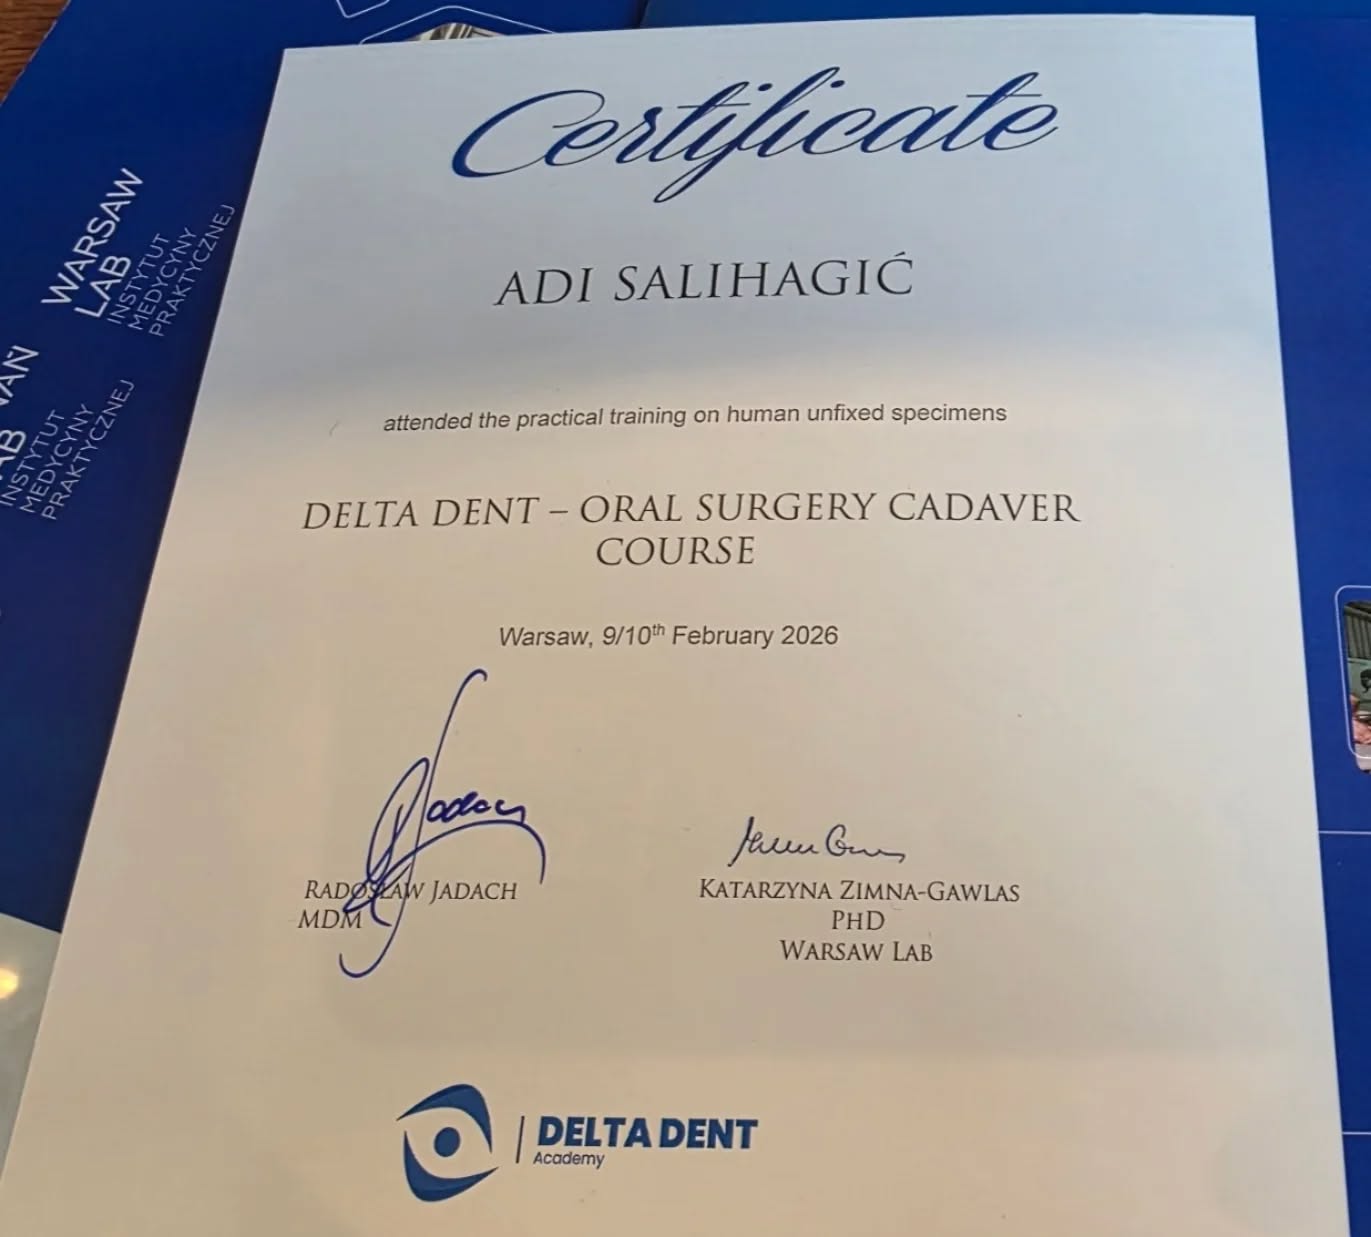 Certificate
ADI SALIHAGIĆ
attended the practical training on human unfixed specimens
DELTA DENT – ORAL SURGERY CADAVER
COURSE
Warsaw, 9/10th February 2026
Jadach
RADOSŁAW JADACH
MDM
KATARZYNA ZIMNA-GAWLAS
PHD
WARSAW LAB
DELTA DENT
Academy
WARSAW
LAB
INSTYTUT
MEDYCYNY
PRAKTYCZNEJ
INSTYTUT
MEDYCYNY
PRAKTYCZNEJ